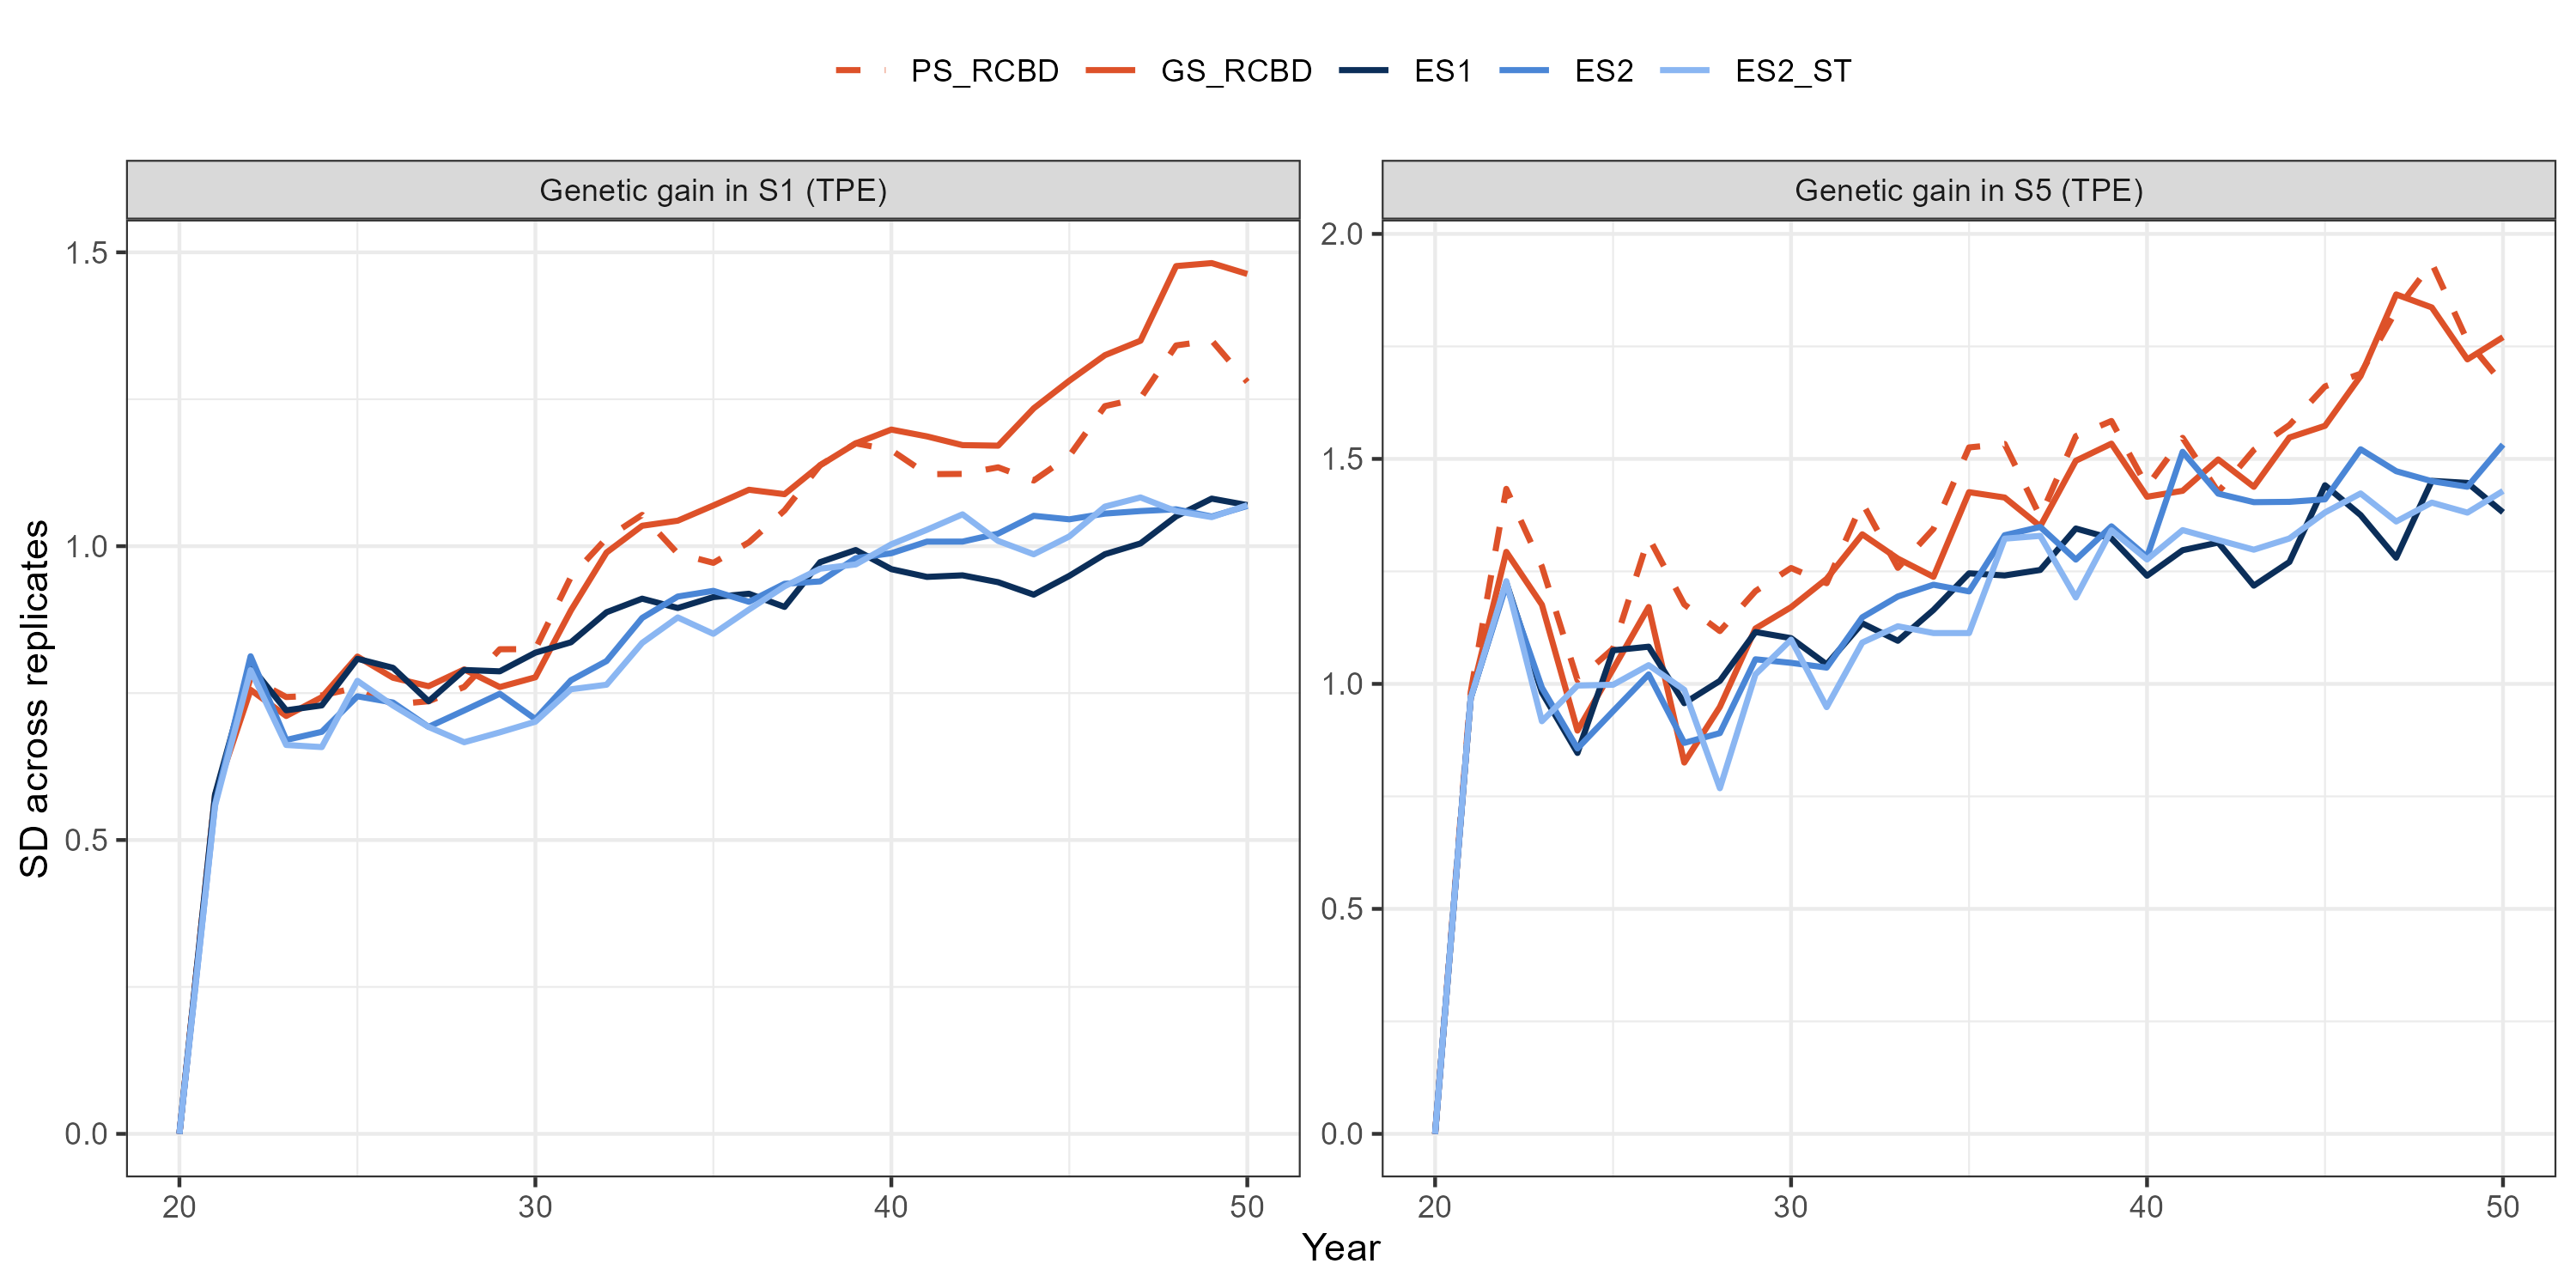 PS_RCBD GS_RCBD ES1 ES2 ES2_ST
Genetic gain in S1 (TPE)
Genetic gain in S5 (TPE)
SD across replicates
1.5
1.0
0.5
0.0
2.0
1.5
1.0
0.5
0.0
20 30 40 50
20 30 40 50
Year